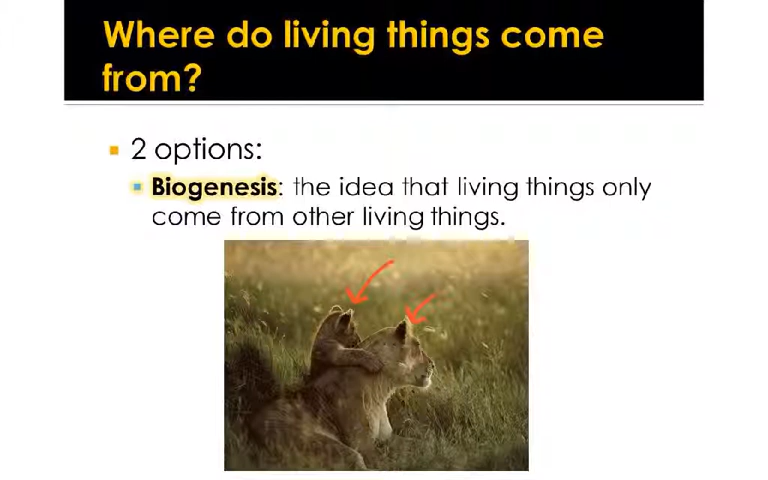 Where do living things come
from?
2 options:
Biogenesis: the idea that living things only
come from other living things.